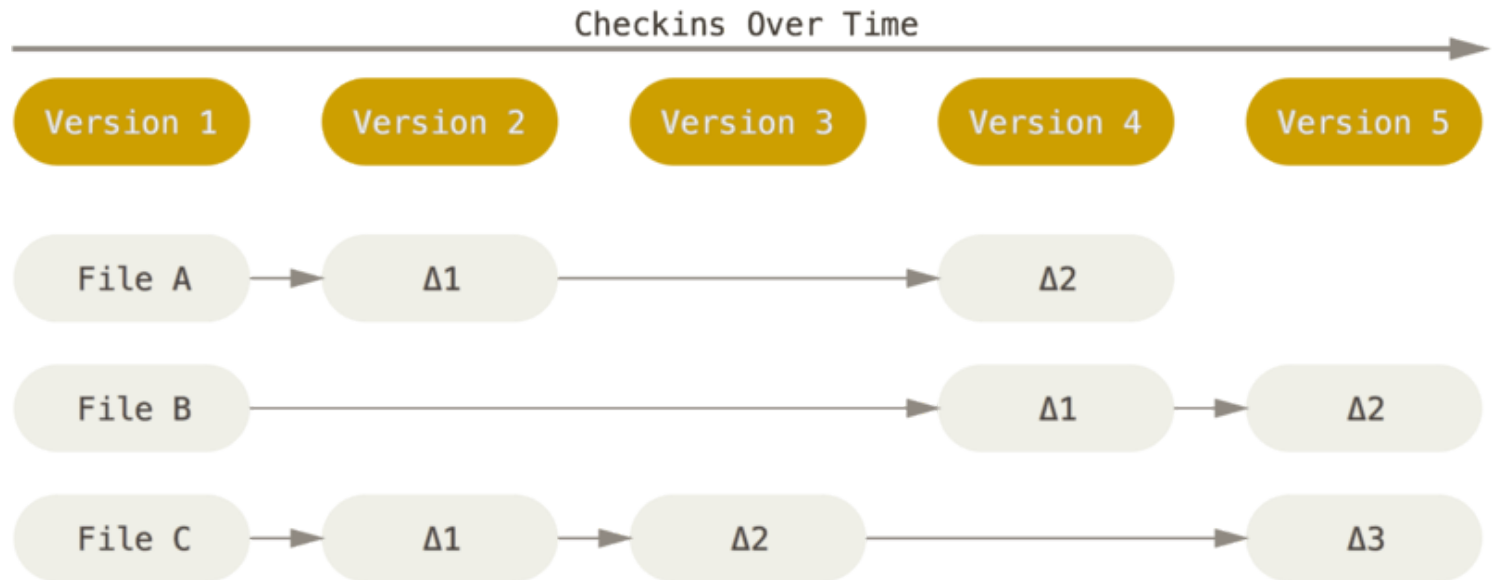 Checkins Over Time
Version 1 Version 2 Version 3 Version 4 Version 5
File A Δ1 Δ2
File B Δ1 Δ2
File C Δ1 Δ2 Δ3